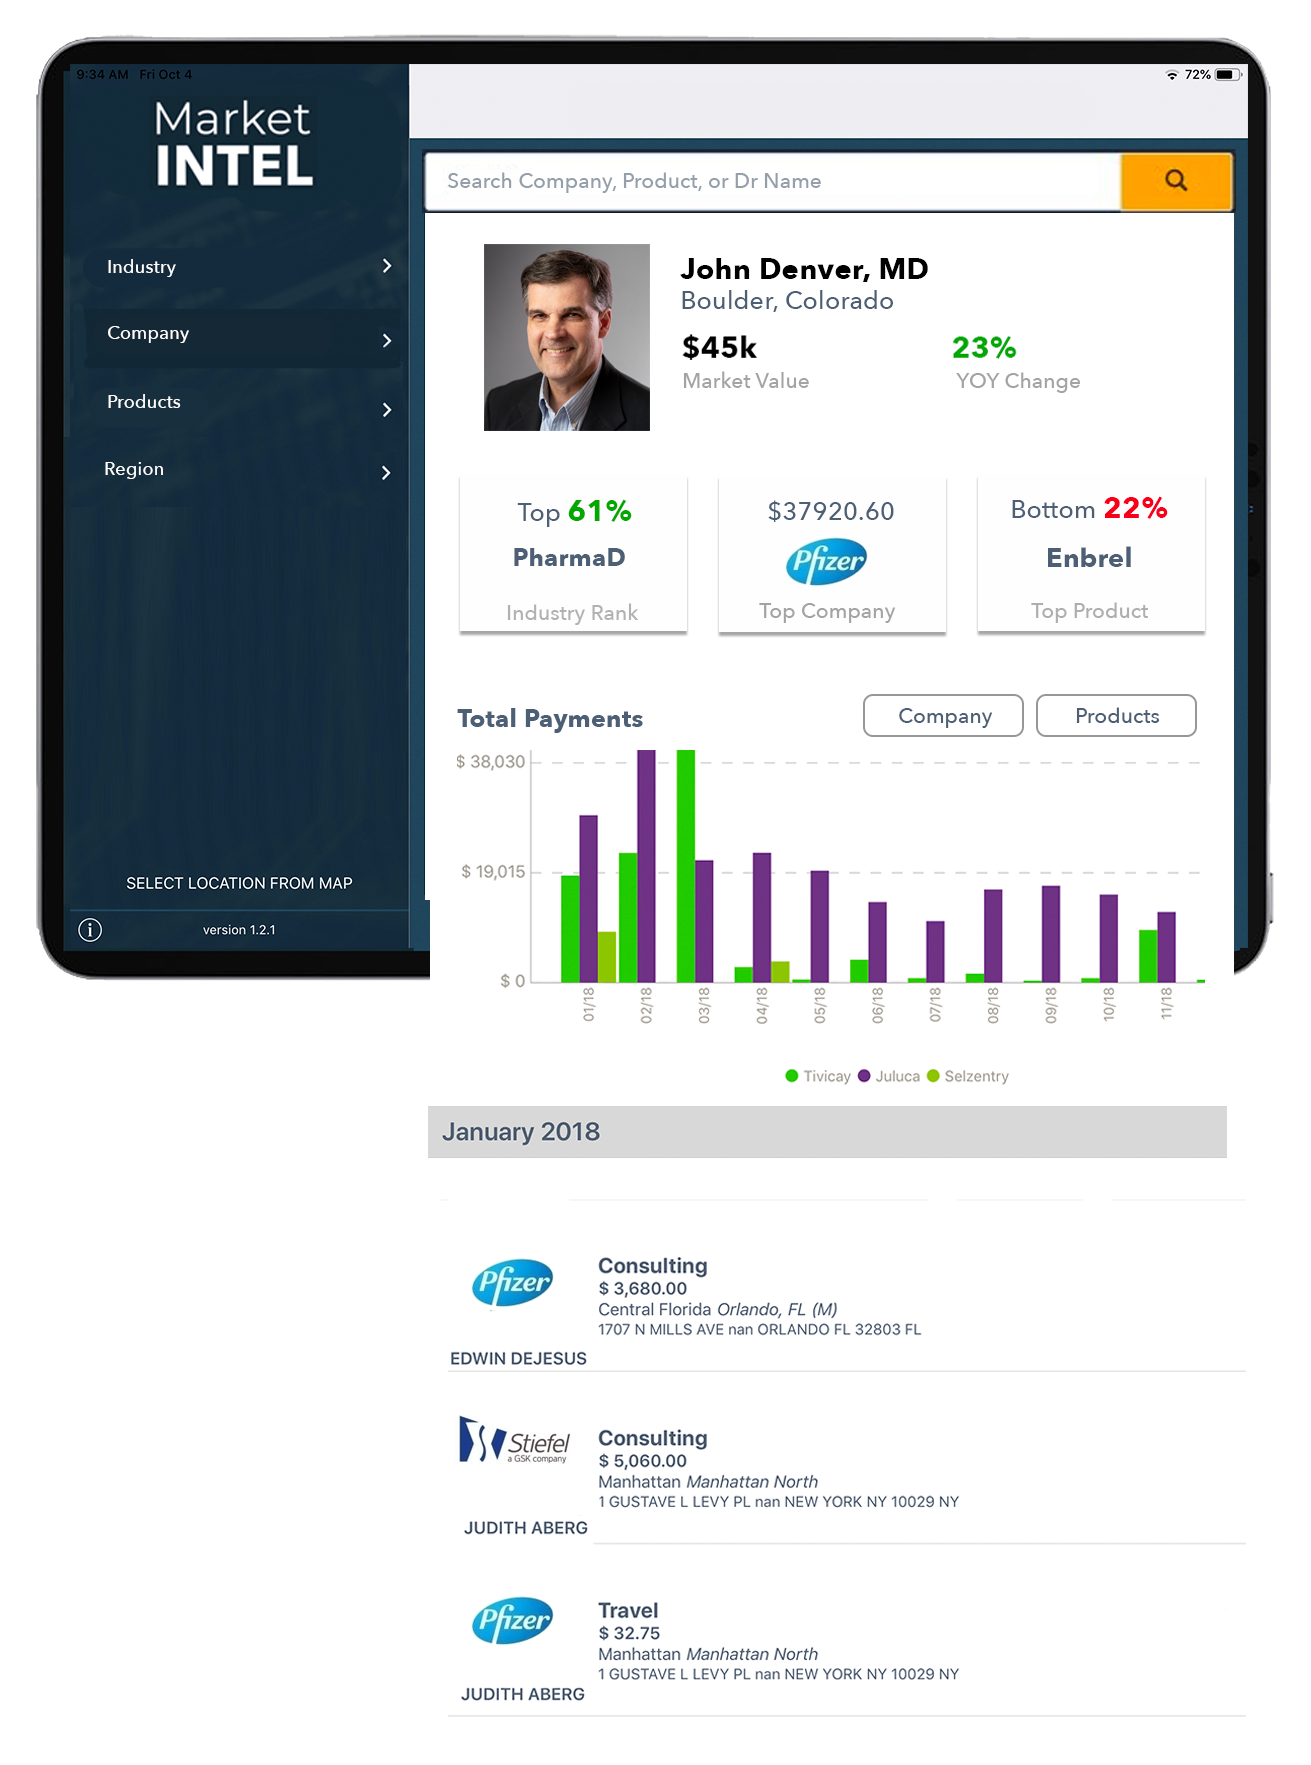 9:34 AM Fri Oct 4
72%
Market
INTEL
Industry
Company
Products
Region
SELECT LOCATION FROM MAP
version 1.2.1
Search Company, Product, or Dr Name
John Denver, MD
Boulder, Colorado
$45k
Market Value
23%
YOY Change
Top 61%
PharmaD
Industry Rank
$37920.60
Pfizer
Top Company
Bottom 22%
Enbrel
Top Product
Total Payments
Company
Products
$ 38,030
$ 19,015
$ 0
01/18
02/18
03/18
04/18
05/18
06/18
07/18
08/18
09/18
10/18
11/18
Tivicay Juluca Selzentry
January 2018
Pfizer
EDWIN DEJESUS
Consulting
$ 3,680.00
Central Florida Orlando, FL (M)
1707 N MILLS AVE nan ORLANDO FL 32803 FL
Stiefel
a GSK company
JUDITH ABERG
Consulting
$ 5,060.00
Manhattan Manhattan North
1 GUSTAVE L LEVY PL nan NEW YORK NY 10029 NY
Pfizer
JUDITH ABERG
Travel
$ 32.75
Manhattan Manhattan North
1 GUSTAVE L LEVY PL nan NEW YORK NY 10029 NY